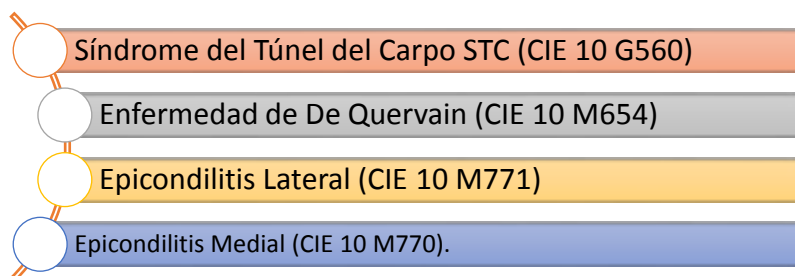 Síndrome del Túnel del Carpo STC (CIE 10 G560)
Enfermedad de De Quervain (CIE 10 M654)
Epicondilitis Lateral (CIE 10 M771)
Epicondilitis Medial (CIE 10 M770).